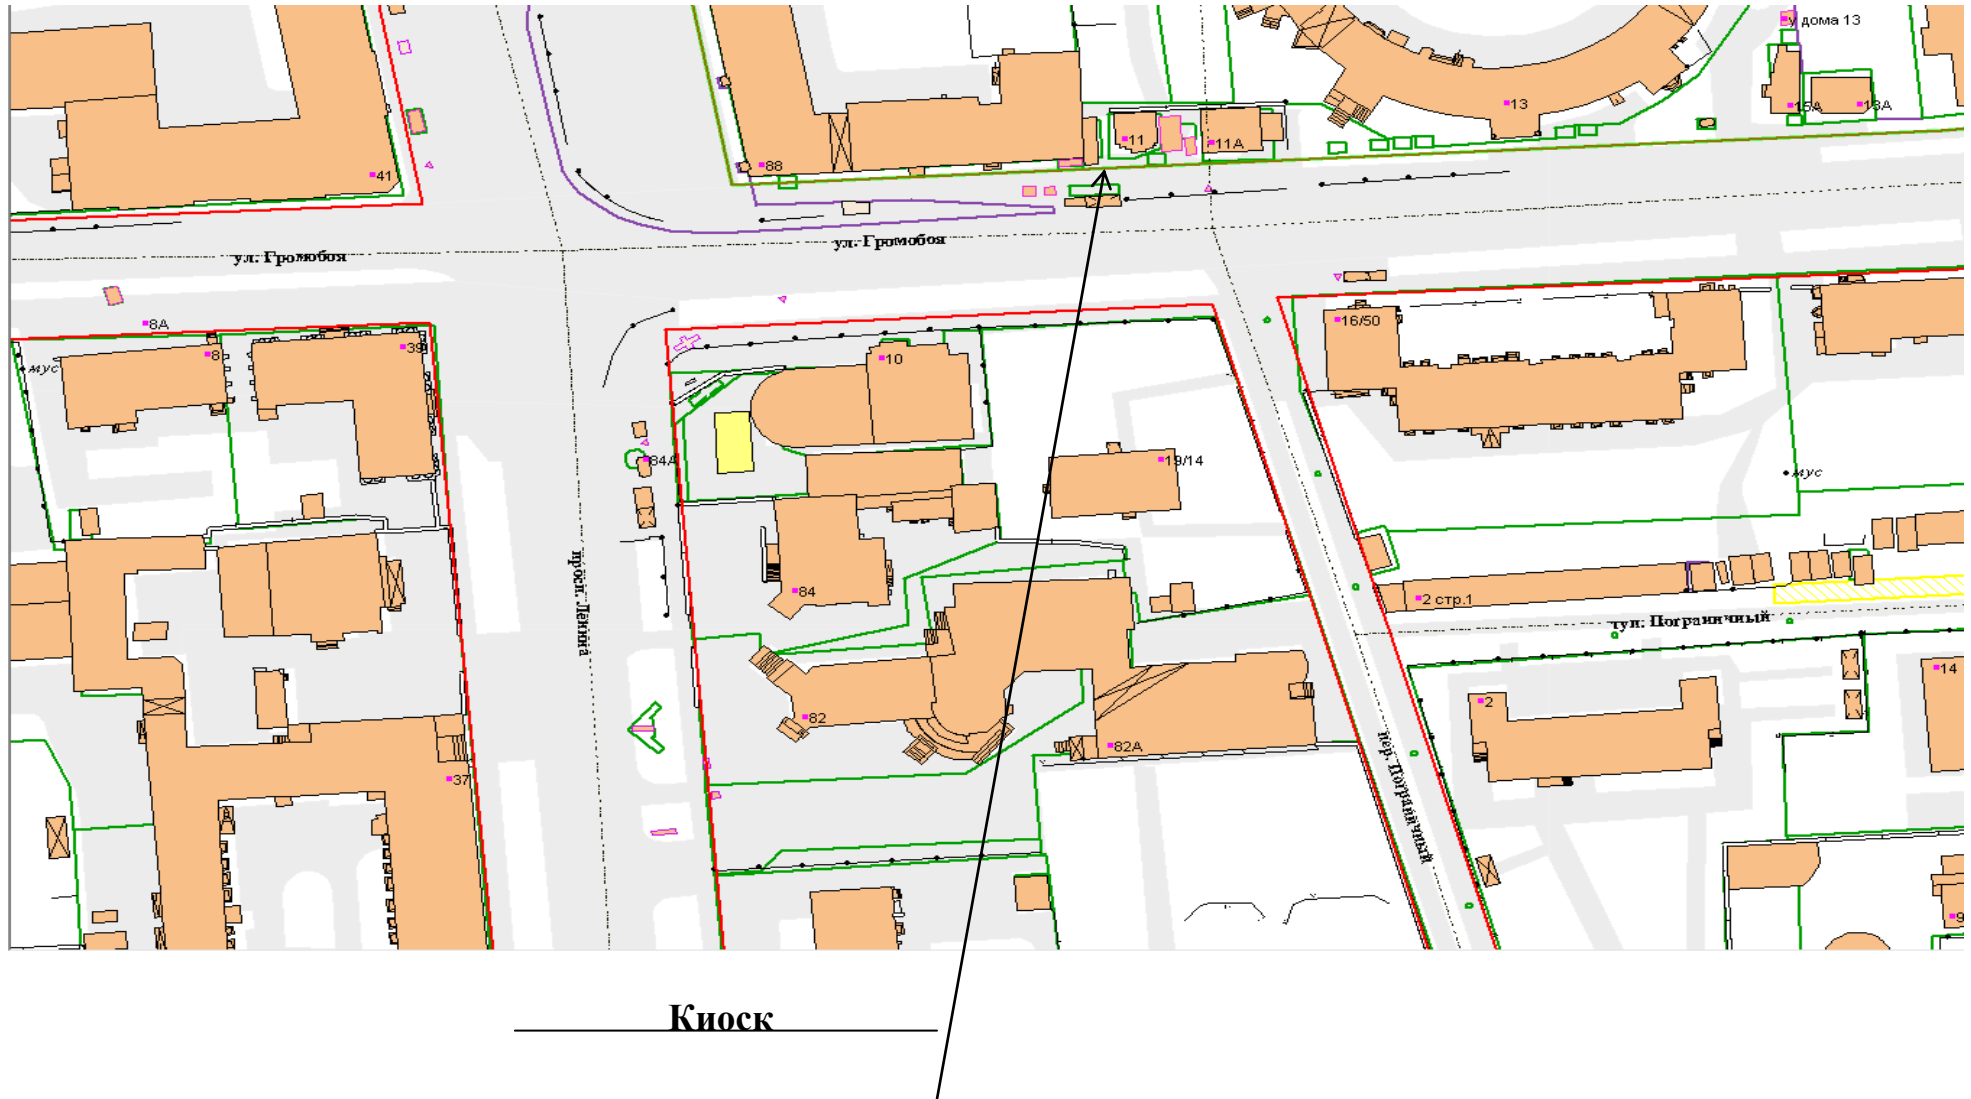 у дома 13
13
15А
13А
11
11А
88
41
ул. Громобоя
ул. Громобоя
8А
8
39
мус
10
16/50
84А
19/14
мус
просп. Ленина
84
2 стр.1
туп. Пограничный
82
82А
2
14
37
пер. Пограничный
9
Киоск